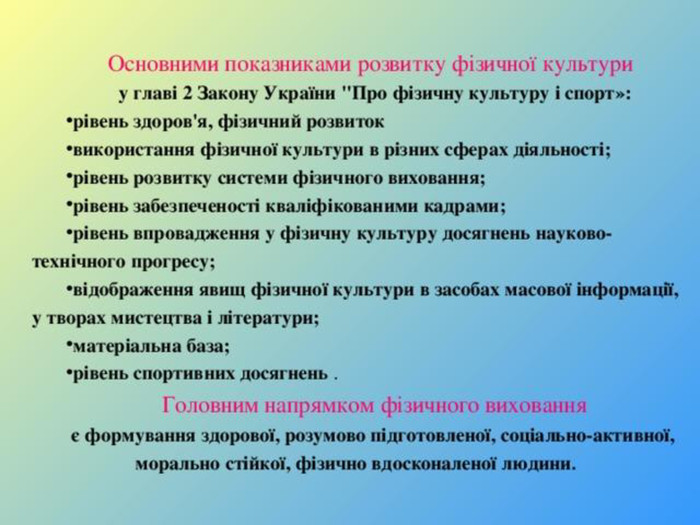 Основними показниками розвитку фізичної культури
у главі 2 Закону України "Про фізичну культуру і спорт»:
•рівень здоров'я, фізичний розвиток
•використання фізичної культури в різних сферах діяльності;
•рівень розвитку системи фізичного виховання;
•рівень забезпеченості кваліфікованими кадрами;
•рівень впровадження у фізичну культуру досягнень науково-
технічного прогресу;
•відображення явищ фізичної культури в засобах масової інформації,
у творах мистецтва і літератури;
•матеріальна база;
•рівень спортивних досягнень .
Головним напрямком фізичного виховання
є формування здорової, розумово підготовленої, соціально-активної,
морально стійкої, фізично вдосконаленої людини.